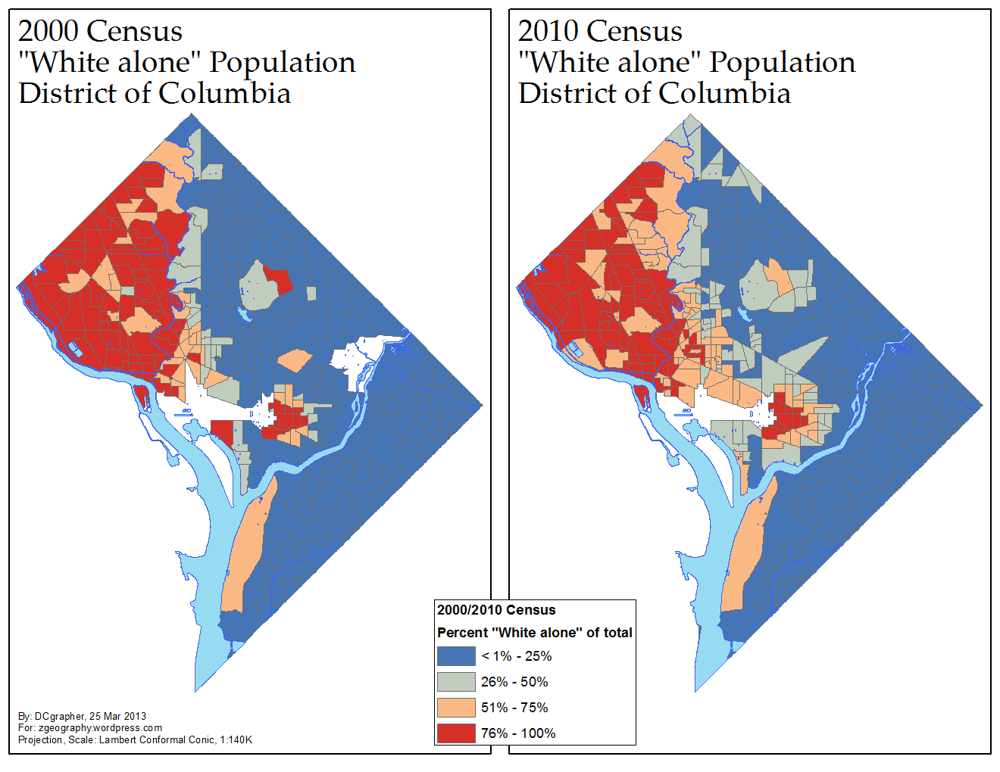 2000 Census
"White alone" Population
District of Columbia
2010 Census
"White alone" Population
District of Columbia
2000/2010 Census
Percent "White alone" of total
< 1% - 25%
26% - 50%
51% - 75%
76% - 100%
By: DCgrapher, 25 Mar 2013
For: zgeography.wordpress.com
Projection, Scale: Lambert Conformal Conic, 1:140K